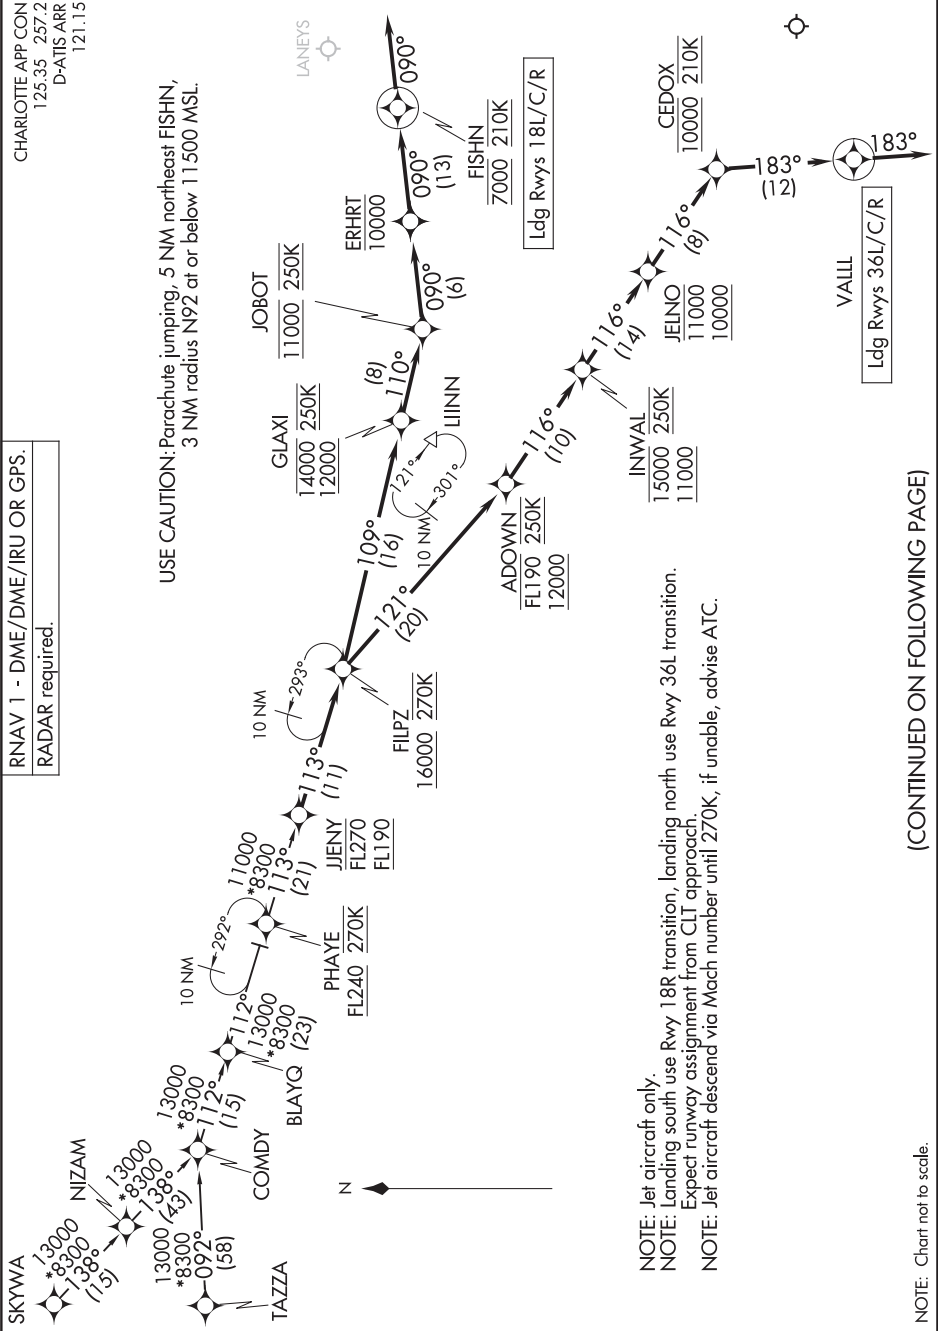 RNAV 1 - DME/DME/IRU OR GPS.
RADAR required.
CHARLOTTE APP CON
125.35 257.2
D-ATIS ARR
121.15
USE CAUTION: Parachute jumping, 5 NM northeast FISHN,
3 NM radius N92 at or below 11500 MSL.
LANEYS
SKYWA
13000
*8300
138°
(15)
NIZAM
13000
*8300
138°
(43)
TAZZA
13000
*8300
092°
(58)
COMDY
13000
*8300
112°
(15)
BLAYQ
112°
13000
*8300
(23)
10 NM
292°
PHAYE
FL240 270K
11000
*8300
113°
(21)
JJENY
FL270
FL190
113°
(11)
10 NM
293°
FILPZ
16000 270K
109°
(16)
GLAXI
14000 250K
12000
(8)
110°
JOBOT
11000 250K
090°
(6)
ERHRT
10000
090°
(13)
FISHN
7000 210K
Ldg Rwys 18L/C/R
090°
121°
301°
10 NM
LIINN
121°
(20)
ADOWN
FL190 250K
12000
116°
(10)
INWAL
15000 250K
11000
116°
(14)
JELNO
11000
10000
116°
(8)
CEDOX
10000 210K
183°
(12)
VALLL
Ldg Rwys 36L/C/R
183°
N
NOTE: Jet aircraft only.
NOTE: Landing south use Rwy 18R transition, landing north use Rwy 36L transition.
Expect runway assignment from CLT approach.
NOTE: Jet aircraft descend via Mach number until 270K, if unable, advise ATC.
NOTE: Chart not to scale.
(CONTINUED ON FOLLOWING PAGE)